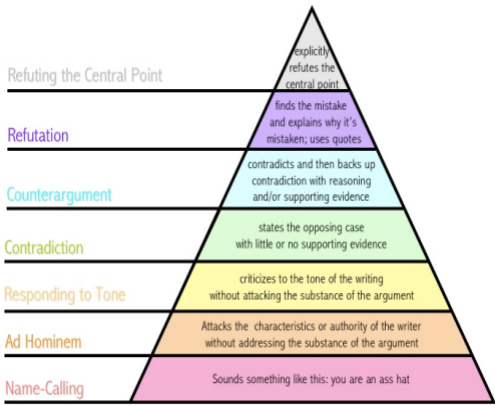 explicitly
refutes the
central point
Refuting the Central Point
finds the mistake
and explains why it's
mistaken; uses quotes
Refutation
contradicts and then backs up
contradiction with reasoning
and/or supporting evidence
Counterargument
states the opposing case
with little or no supporting evidence
Contradiction
criticizes to the tone of the writing
without attacking the substance of the argument
Responding to Tone
Attacks the characteristics or authority of the writer
without addressing the substance of the argument
Ad Hominem
Sounds something like this: you are an ass hat
Name-Calling